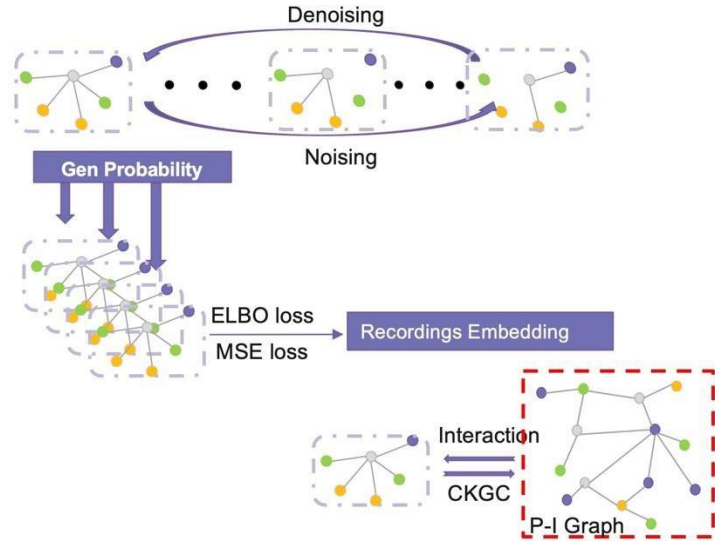 Denoising
Noising
Gen Probability
ELBO loss
MSE loss
Recordings Embedding
Interaction
CKGC
P-I Graph